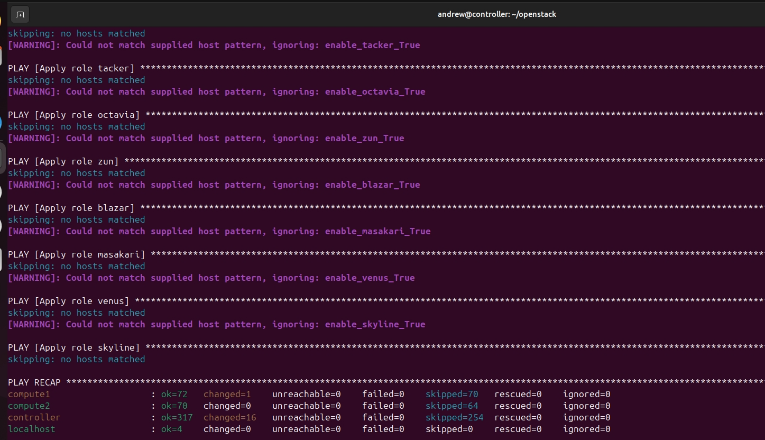 andrew@controller: ~/openstack
skipping: no hosts matched
[WARNING]: Could not match supplied host pattern, ignoring: enable_tacker_True
PLAY [Apply role tacker] ****************************************************************************************************************************
skipping: no hosts matched
[WARNING]: Could not match supplied host pattern, ignoring: enable_octavia_True
PLAY [Apply role octavia] ***************************************************************************************************************************
skipping: no hosts matched
[WARNING]: Could not match supplied host pattern, ignoring: enable_zun_True
PLAY [Apply role zun] *******************************************************************************************************************************
skipping: no hosts matched
[WARNING]: Could not match supplied host pattern, ignoring: enable_blazar_True
PLAY [Apply role blazar] ****************************************************************************************************************************
skipping: no hosts matched
[WARNING]: Could not match supplied host pattern, ignoring: enable_masakari_True
PLAY [Apply role masakari] **************************************************************************************************************************
skipping: no hosts matched
[WARNING]: Could not match supplied host pattern, ignoring: enable_venus_True
PLAY [Apply role venus] *****************************************************************************************************************************
skipping: no hosts matched
[WARNING]: Could not match supplied host pattern, ignoring: enable_skyline_True
PLAY [Apply role skyline] ***************************************************************************************************************************
skipping: no hosts matched
PLAY RECAP ******************************************************************************************************************************************
compute1 : ok=72 changed=1 unreachable=0 failed=0 skipped=70 rescued=0 ignored=0
compute2 : ok=70 changed=0 unreachable=0 failed=0 skipped=64 rescued=0 ignored=0
controller : ok=317 changed=16 unreachable=0 failed=0 skipped=254 rescued=0 ignored=0
localhost : ok=4 changed=0 unreachable=0 failed=0 skipped=0 rescued=0 ignored=0